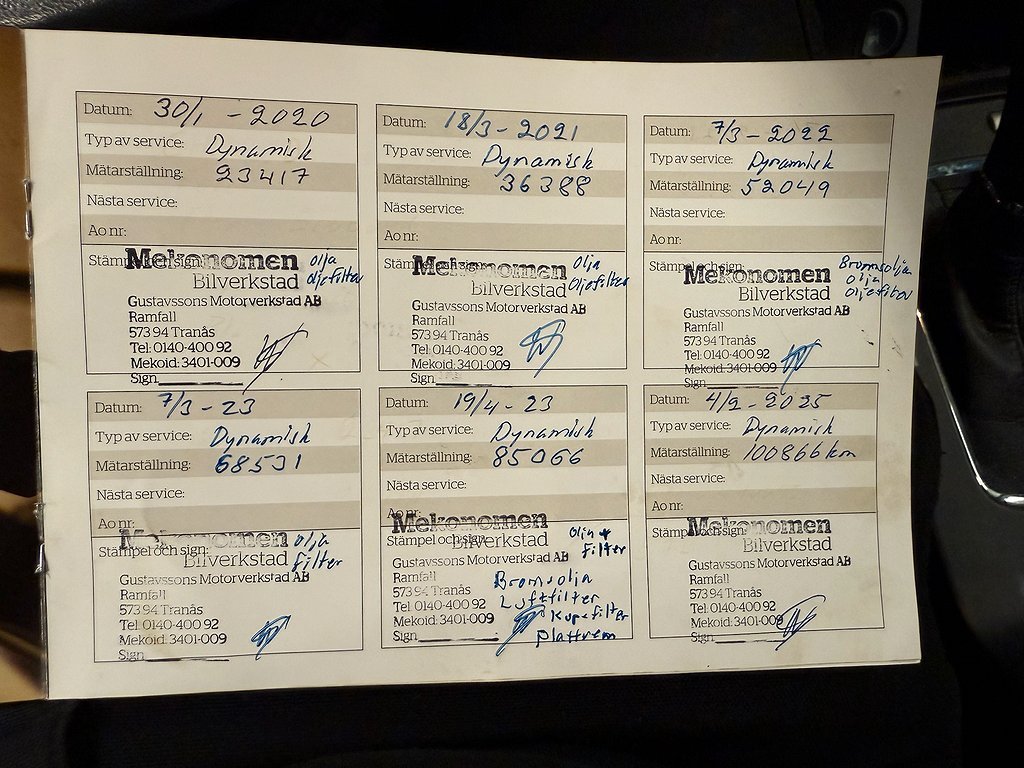 Datum: 30/1 - 2020
Typ av service: Dynamisk
Mätarställning: 23417
Nästa service:
Ao nr:
Stämpel och sign:
Mekonomen
Bilverkstad
olja
oljefilter
Gustavssons Motorverkstad AB
Ramfall
573 94 Tranås
Tel: 0140-400 92
Mekoid: 3401-009
Sign.
Datum: 18/3 - 2021
Typ av service: Dynamisk
Mätarställning: 36388
Nästa service:
Ao nr:
Stämpel och sign:
Mekonomen
Bilverkstad
olja
oljefilter
Gustavssons Motorverkstad AB
Ramfall
573 94 Tranås
Tel: 0140-400 92
Mekoid: 3401-009
Sign.
Datum: 7/3 - 2022
Typ av service: Dynamisk
Mätarställning: 52049
Nästa service:
Ao nr:
Stämpel och sign:
Mekonomen
Bilverkstad
Bromsolja
olja
oljefilter
Gustavssons Motorverkstad AB
Ramfall
573 94 Tranås
Tel: 0140-400 92
Mekoid: 3401-009
Sign.
Datum: 7/3 - 23
Typ av service: Dynamisk
Mätarställning: 68531
Nästa service:
Ao nr:
Mekonomen
Stämpel och sign:
Bilverkstad
olja
filter
Gustavssons Motorverkstad AB
Ramfall
573 94 Tranås
Tel: 0140-400 92
Mekoid: 3401-009
Sign.
Datum: 19/4 - 23
Typ av service: Dynamisk
Mätarställning: 85066
Nästa service:
Ao nr:
Mekonomen
Stämpel och sign:
Bilverkstad
olja +
filter
Gustavssons Motorverkstad AB
Ramfall
573 94 Tranås
Tel: 0140-400 92
Mekoid: 3401-009
Sign.
Bromsolja
Luftfilter
Kupefilter
plattrem
Datum: 4/2 - 2025
Typ av service: Dynamisk
Mätarställning: 100866 km
Nästa service:
Ao nr:
Stämpel och sign:
Mekonomen
Bilverkstad
Gustavssons Motorverkstad AB
Ramfall
573 94 Tranås
Tel: 0140-400 92
Mekoid: 3401-009
Sign.